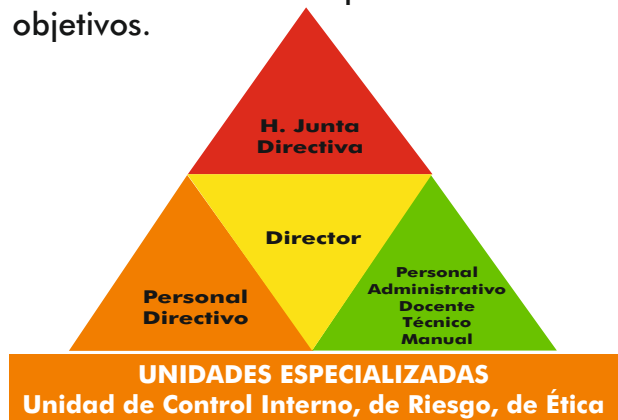 objetivos.
H. Junta
Directiva
Director
Personal
Directivo
Personal
Administrativo
Docente
Técnico
Manual
UNIDADES ESPECIALIZADAS
Unidad de Control Interno, de Riesgo, de Ética